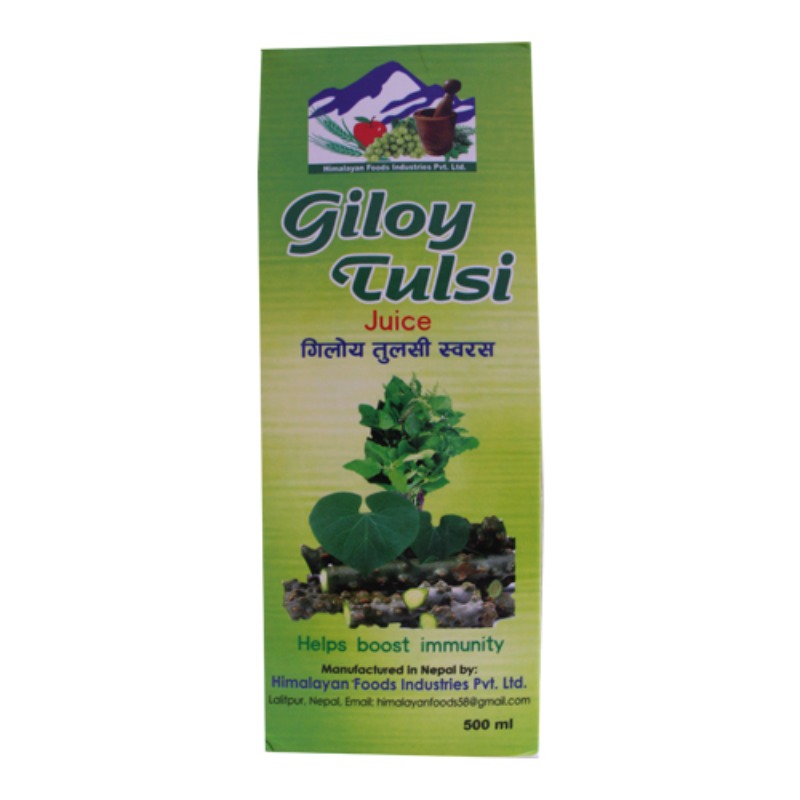 Himalayan Foods Industries Pvt. Ltd.
Giloy
Tulsi
Juice
गिलोय तुलसी स्वरस
Helps boost immunity
Manufactured in Nepal by:
Himalayan Foods Industries Pvt. Ltd.
Lalitpur, Nepal, Email: himalayanfoods58@gmail.com
500 ml